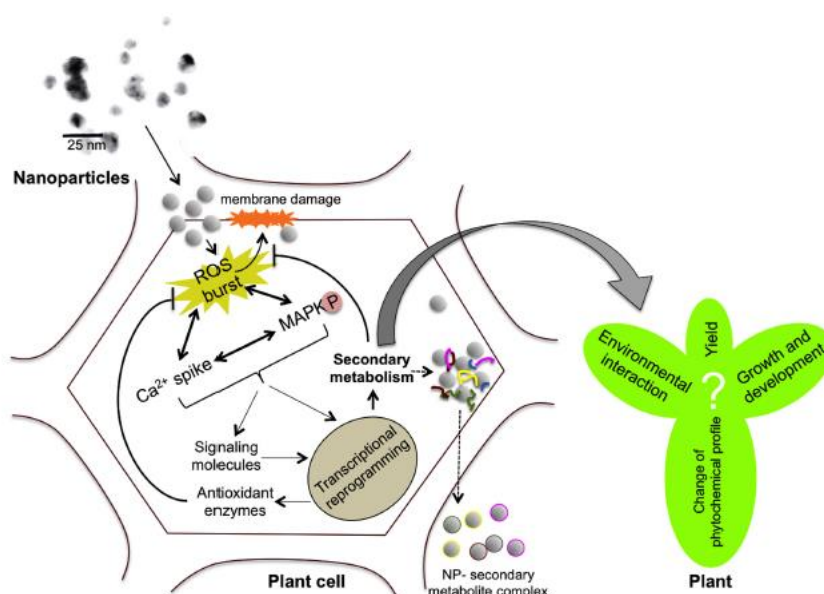 25 nm
Nanoparticles
membrane damage
ROS
burst
MAPK P
Ca²⁺ spike
Secondary
metabolism
Signaling
molecules
Transcriptional
reprogramming
Antioxidant
enzymes
Plant cell
NP- secondary
metabolite complex
Environmental
interaction
Yield
Growth and
development
?
Change of
phytochemical profile
Plant